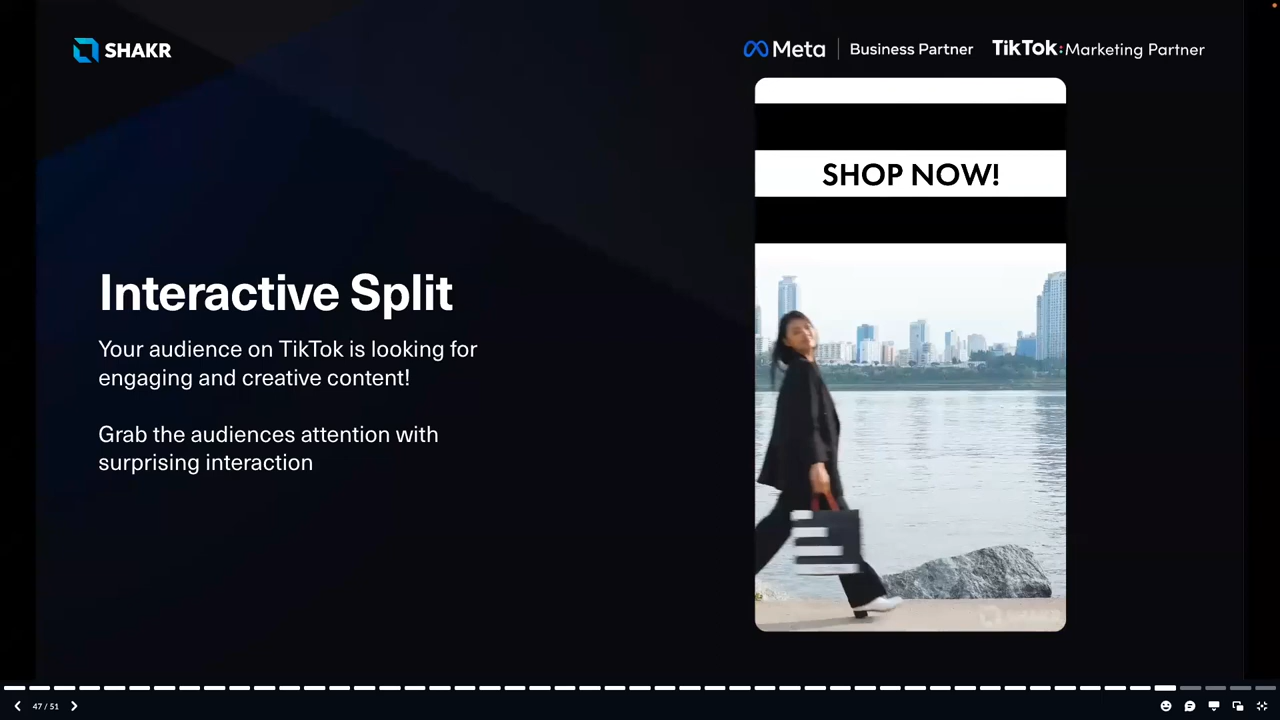 SHAKR
Meta Business Partner TikTok: Marketing Partner
SHOP NOW!
Interactive Split
Your audience on TikTok is looking for
engaging and creative content!
Grab the audiences attention with
surprising interaction
SHAKR
47 / 51